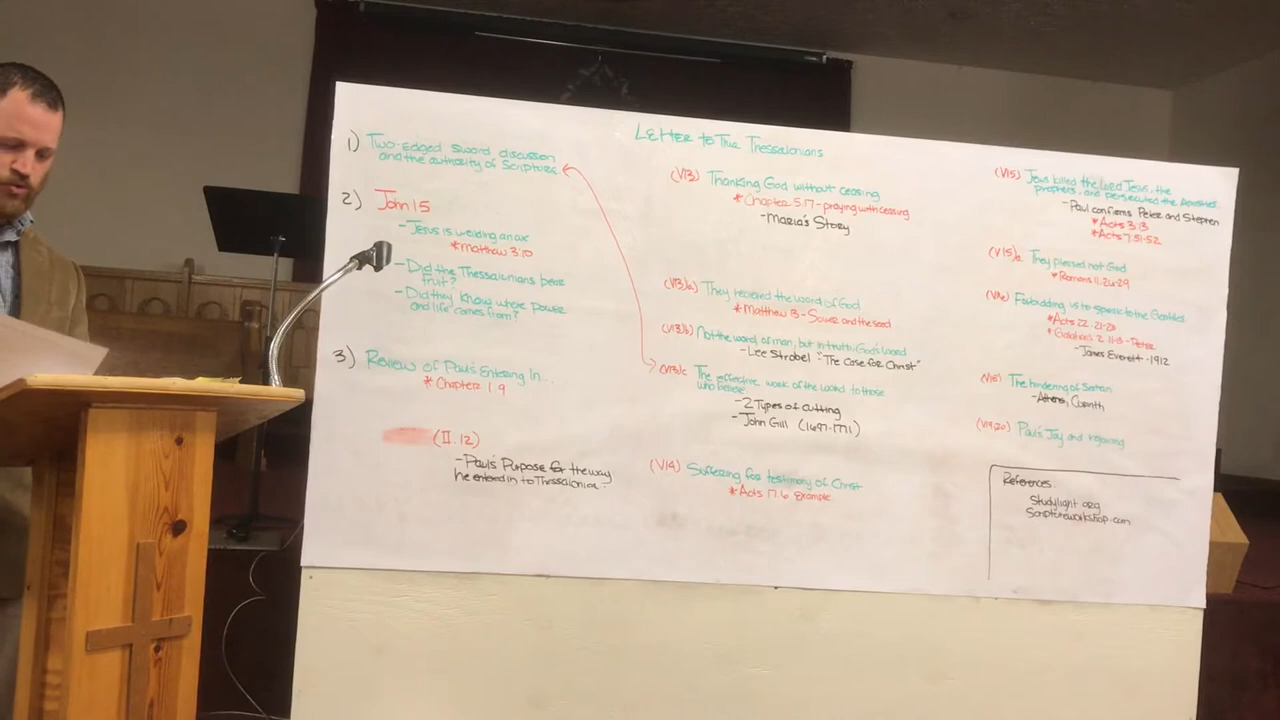 Letter to The Thessalonians
1) Two-edged sword discussion
and the authority of Scripture
2) John 15
- Jesus is weilding an axe
* Matthew 3:10
- Did the Thessalonians bear
fruit?
- Did they know where power
and life comes from?
3) Review of Paul's Entering In...
* Chapter 1.9
(II.12)
- Paul's Purpose for the way
he entered in to Thessalonica.
(V13) Thanking God without ceasing
* Chapter 5.17 - praying with ceasing
- Maria's Story
(V13)a) They recieved the word of God
* Matthew 13 - Sower and the seed
(V13)b) Not the word of man, but in truth God's word
- Lee Strobel "The Case for Christ"
(V13)c The effective work of the word to those
who believe
- 2 Types of cutting
- John Gill (1697-1771)
(V14) Suffering for testimony of Christ
* Acts 17.6 Example
(V15) Jews killed the Lord Jesus, the
prophets, and persecuted the Apostles
- Paul confirms Peter and Stephen
* Acts 3:13
* Acts 7.51-52
(V15)a They pleased not God
* Romans 11.26-29
Forbidding us to speak to the Gentiles
* Acts 22.21-23
* Galatians 2.11-13 - Peter
- James Everett - 1912
The hindering of Satan
- Athens, Corinth
(V19,20) Paul's Joy and rejoicing
References:
Studylight.org
Scriptureworkshop.com